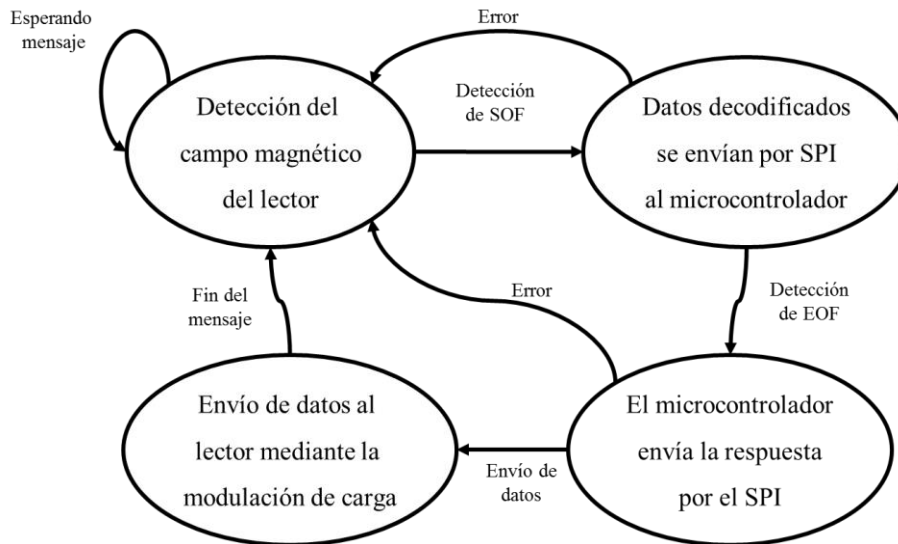 Esperando
mensaje
Error
Detección del
campo magnético
del lector
Detección
de SOF
Datos decodificados
se envían por SPI
al microcontrolador
Fin del
mensaje
Error
Detección
de EOF
Envío de datos al
lector mediante la
modulación de carga
Envío de
datos
El microcontrolador
envía la respuesta
por el SPI